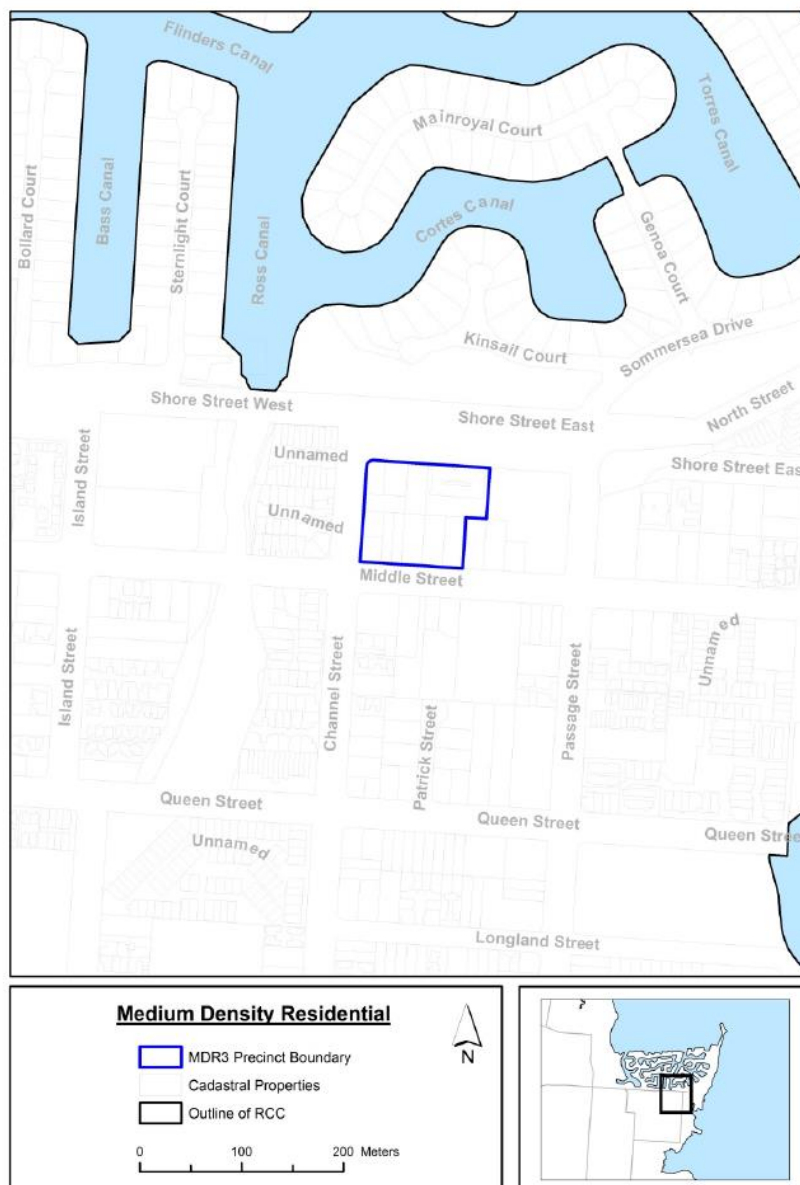 Flinders Canal
Mainroyal Court
Torres Canal
Bollard Court
Bass Canal
Sternlight Court
Ross Canal
Cortes Canal
Genoa Court
Kinsail Court
Sommersea Drive
Shore Street West
Shore Street East
North Street
Island Street
Unnamed
Shore Street Eas
Unnamed
Middle Street
Unnamed
Island Street
Channel Street
Patrick Street
Passage Street
Queen Street
Queen Street
Queen Stree
Unnamed
Longland Street
Medium Density Residential
N
MDR3 Precinct Boundary
Cadastral Properties
Outline of RCC
0 100 200 Meters